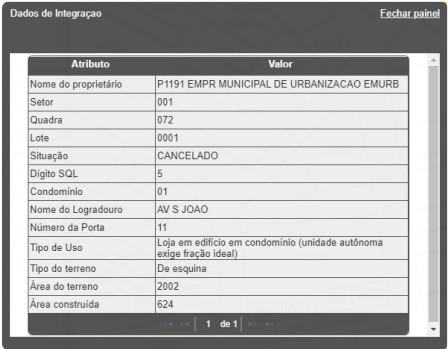 Dados de Integraçao Fechar painel
Atributo Valor
Nome do proprietário P1191 EMPR MUNICIPAL DE URBANIZACAO EMURB
Setor 001
Quadra 072
Lote 0001
Situação CANCELADO
Dígito SQL 5
Condomínio 01
Nome do Logradouro AV S JOAO
Número da Porta 11
Tipo de Uso Loja em edifício em condomínio (unidade autônoma
exige fração ideal)
Tipo do terreno De esquina
Área do terreno 2002
Área construída 624
1 de 1